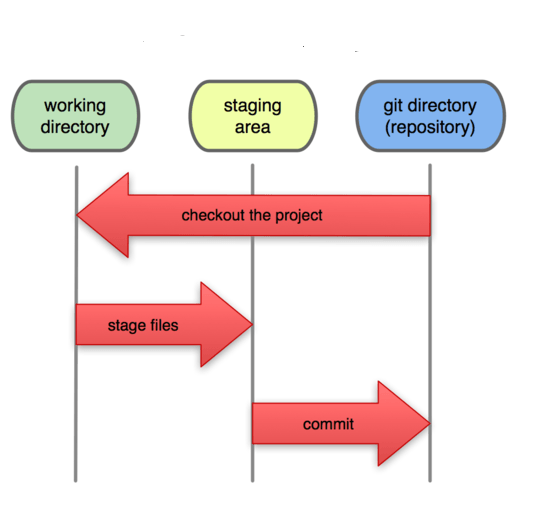 working
directory
staging
area
git directory
(repository)
checkout the project
stage files
commit